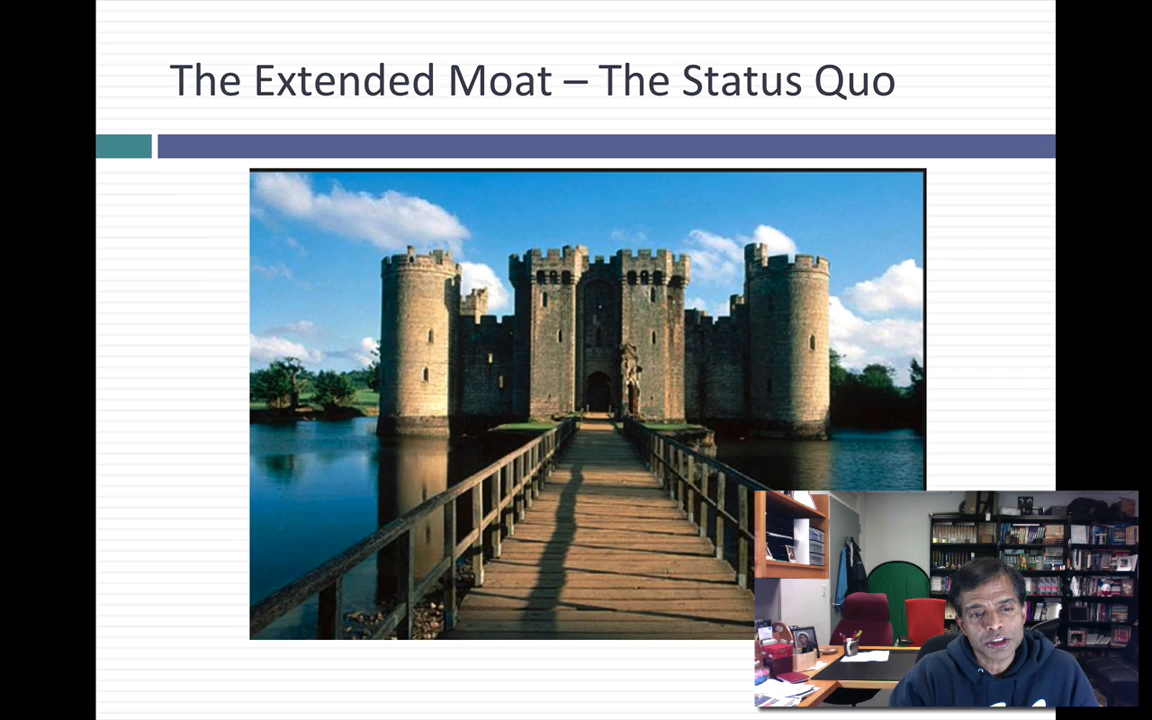 The Extended Moat – The Status Quo